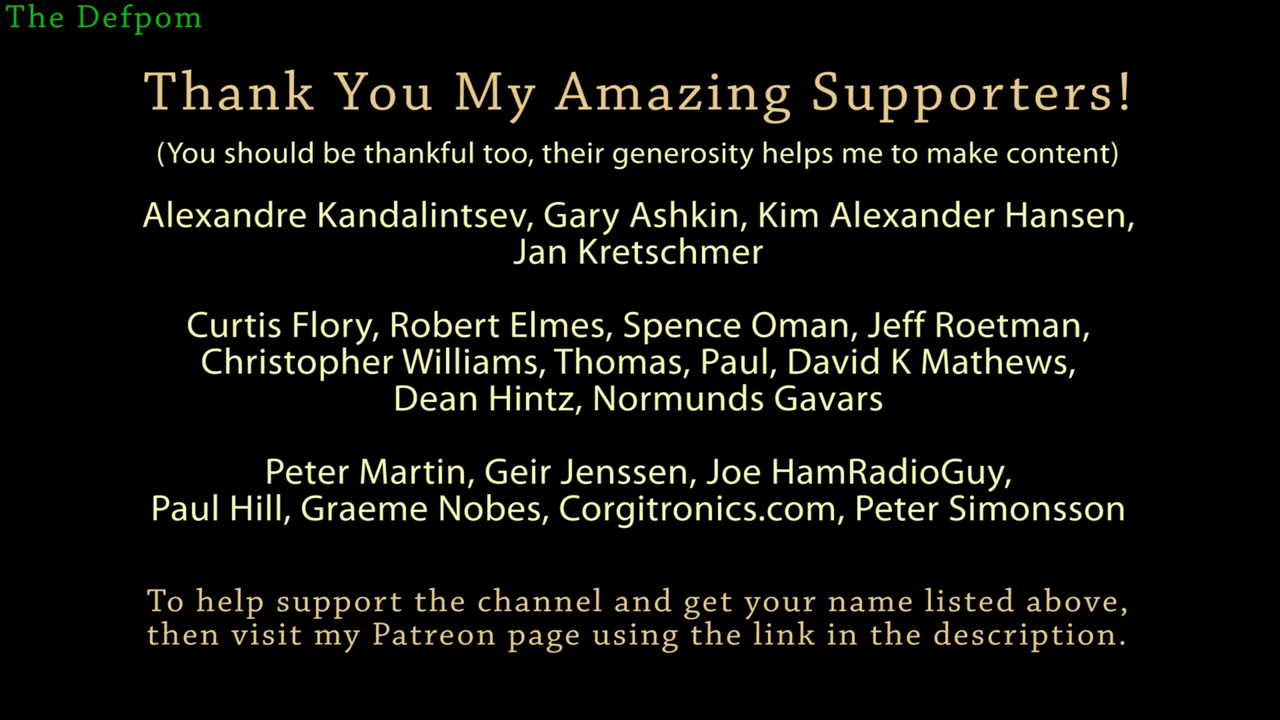 The Defpom
Thank You My Amazing Supporters!
(You should be thankful too, their generosity helps me to make content)
Alexandre Kandalintsev, Gary Ashkin, Kim Alexander Hansen,
Jan Kretschmer
Curtis Flory, Robert Elmes, Spence Oman, Jeff Roetman,
Christopher Williams, Thomas, Paul, David K Mathews,
Dean Hintz, Normunds Gavars
Peter Martin, Geir Jenssen, Joe HamRadioGuy,
Paul Hill, Graeme Nobes, Corgitronics.com, Peter Simonsson
To help support the channel and get your name listed above,
then visit my Patreon page using the link in the description.